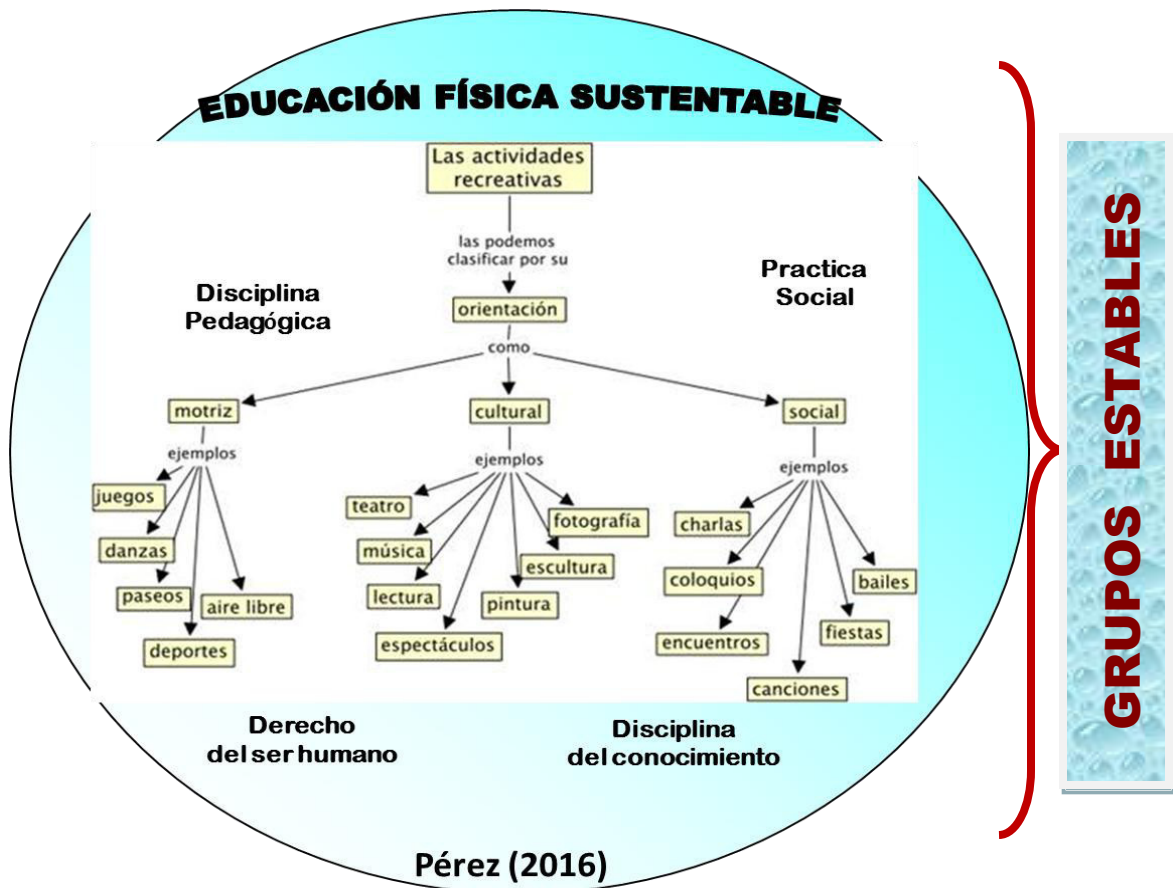 EDUCACIÓN FÍSICA SUSTENTABLE
Las actividades
recreativas
las podemos
clasificar por su
Disciplina
Pedagógica
Practica
Social
orientación
como
motriz
cultural
social
ejemplos
ejemplos
ejemplos
juegos
danzas
paseos
aire libre
deportes
teatro
fotografía
música
escultura
lectura
pintura
espectáculos
charlas
coloquios
bailes
encuentros
fiestas
canciones
Derecho
del ser humano
Disciplina
del conocimiento
Pérez (2016)
GRUPOS ESTABLES